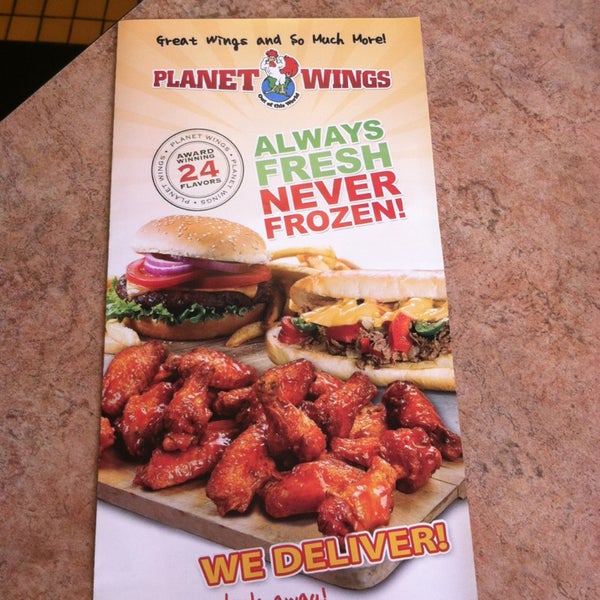 Great Wings and So Much More!
PLANET WINGS
Out of this World
PLANET WINGS • PLANET WINGS • PLANET WINGS •
AWARD
WINNING
24
FLAVORS
ALWAYS
FRESH
NEVER
FROZEN!
WE DELIVER!